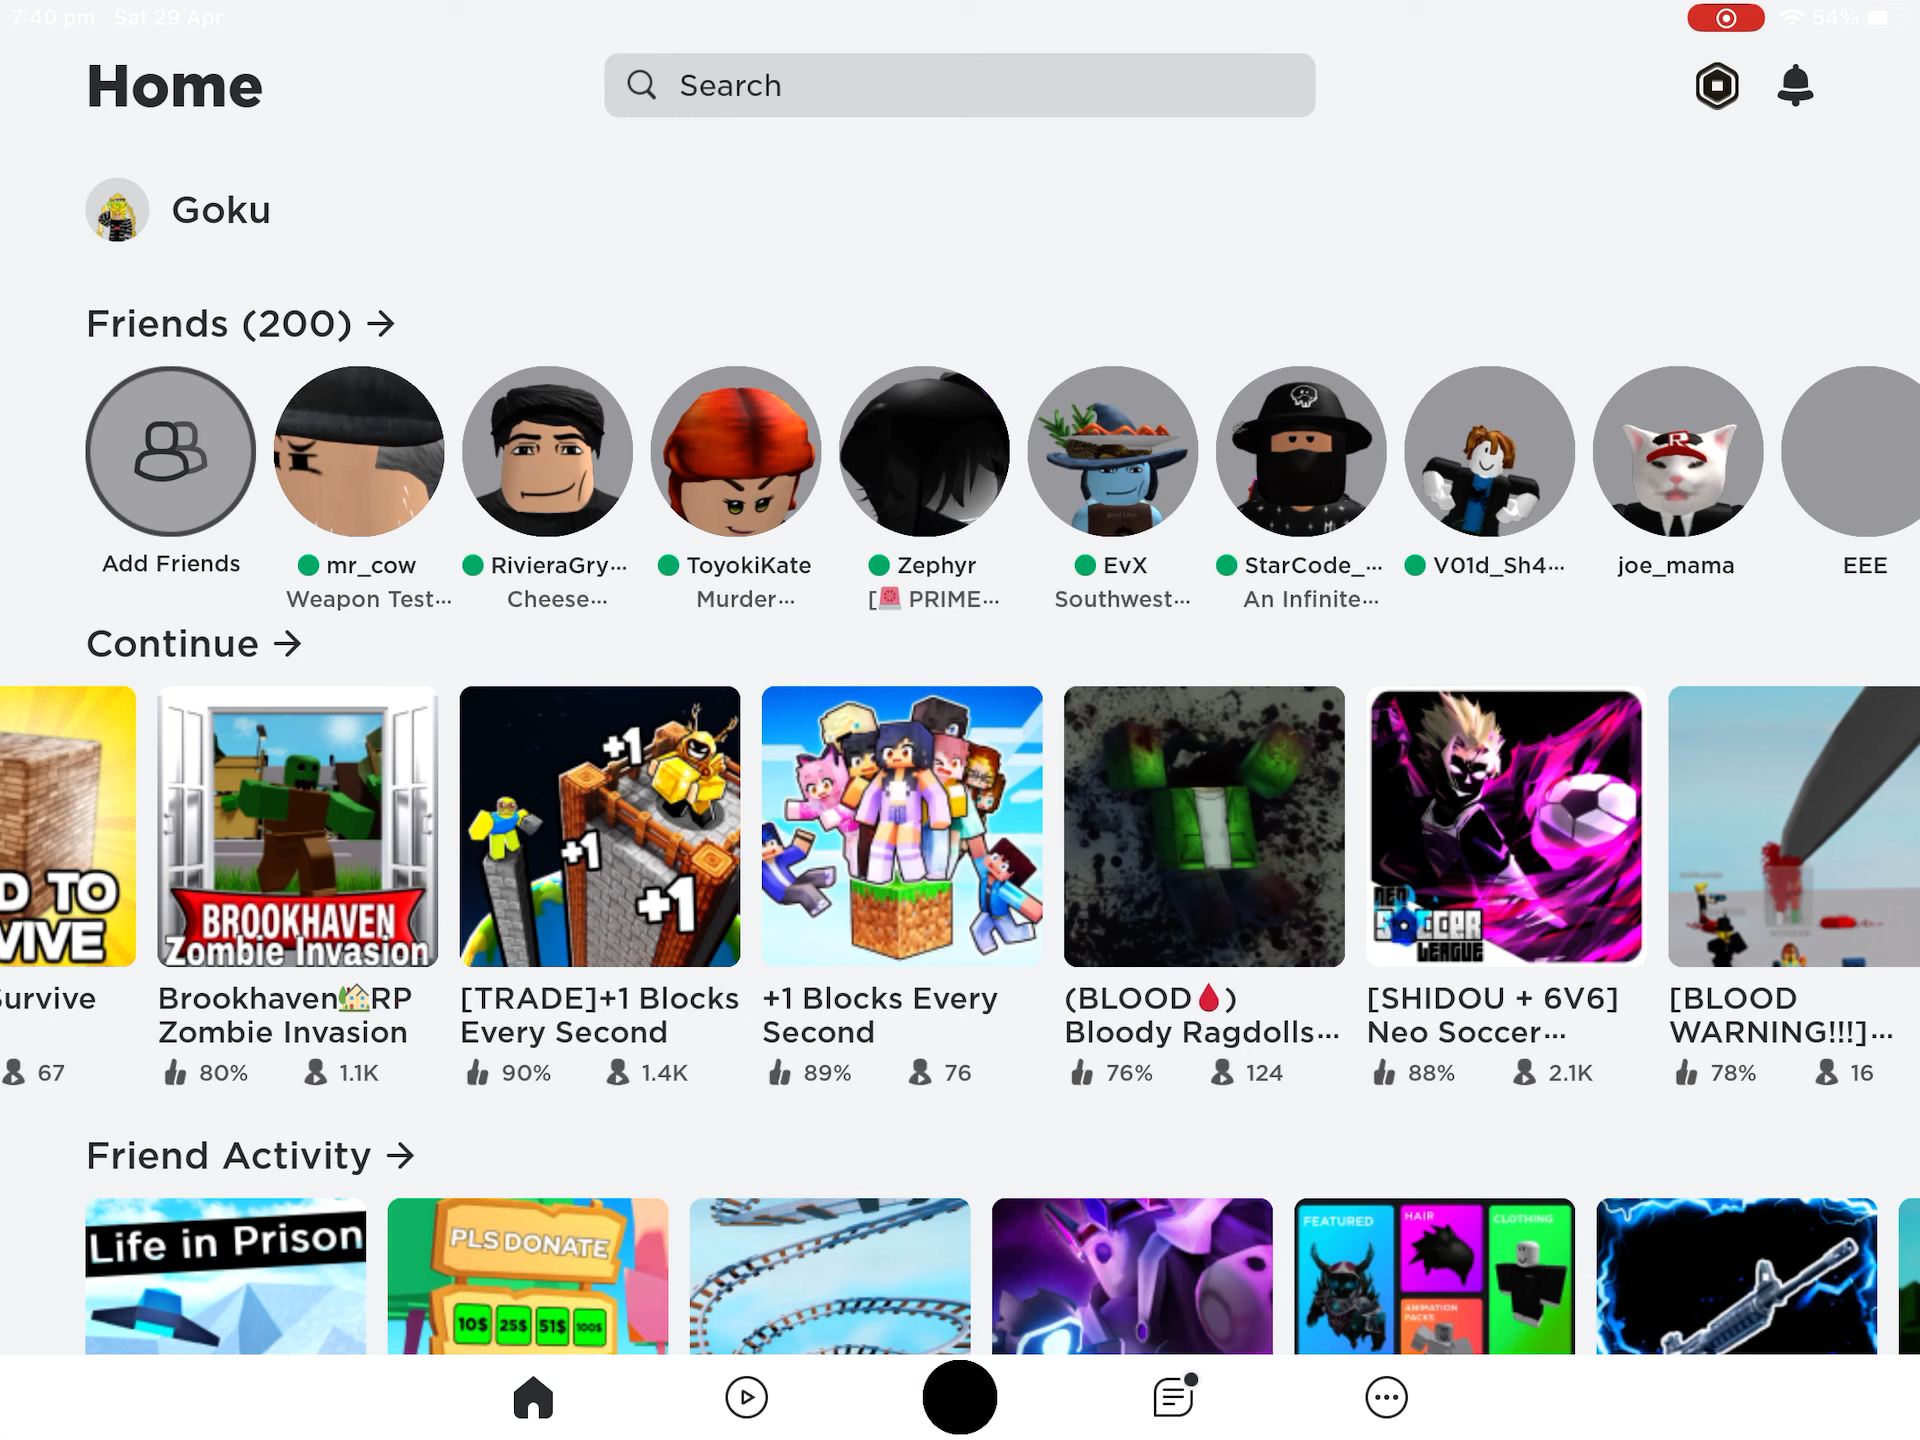 7:40 pm Sat 29 Apr
54%
Home
Search
Goku
Friends (200) →
Add Friends
mr_cow
RivieraGry...
ToyokiKate
Zephyr
EvX
StarCode_...
V01d_Sh4...
joe_mama
EEE
Weapon Test...
Cheese...
Murder...
[🚨 PRIME...
Southwest...
An Infinite...
Continue →
D TO
VIVE
BROOKHAVEN
Zombie Invasion
+1
+1
+1
NEO
SOCCER
LEAGUE
Survive
Brookhaven🏡RP
Zombie Invasion
[TRADE]+1 Blocks
Every Second
+1 Blocks Every
Second
(BLOOD🩸)
Bloody Ragdolls...
[SHIDOU + 6V6]
Neo Soccer...
[BLOOD
WARNING!!!]...
67
80% 1.1K
90% 1.4K
89% 76
76% 124
88% 2.1K
78% 16
Friend Activity →
Life in Prison
PLS DONATE
10$ 25$ 51$ 100$
FEATURED
HAIR
CLOTHING
ANIMATION
PACKS